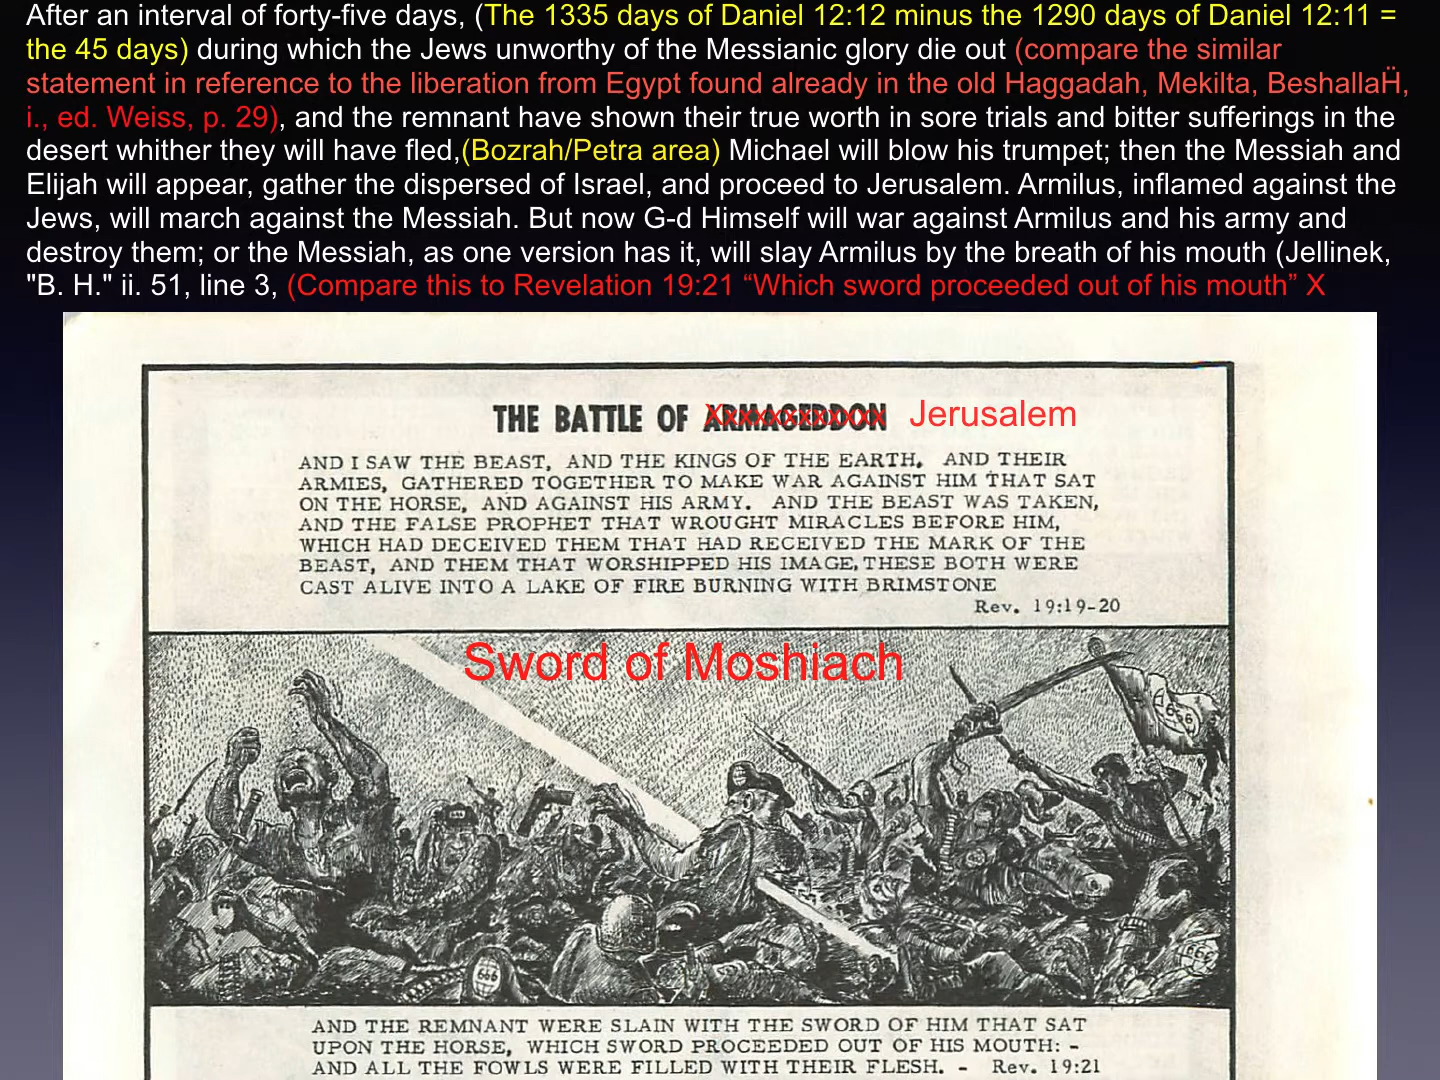 After an interval of forty-five days, (The 1335 days of Daniel 12:12 minus the 1290 days of Daniel 12:11 =
the 45 days) during which the Jews unworthy of the Messianic glory die out (compare the similar
statement in reference to the liberation from Egypt found already in the old Haggadah, Mekilta, BeshallaḦ,
i., ed. Weiss, p. 29), and the remnant have shown their true worth in sore trials and bitter sufferings in the
desert whither they will have fled,(Bozrah/Petra area) Michael will blow his trumpet; then the Messiah and
Elijah will appear, gather the dispersed of Israel, and proceed to Jerusalem. Armilus, inflamed against the
Jews, will march against the Messiah. But now G-d Himself will war against Armilus and his army and
destroy them; or the Messiah, as one version has it, will slay Armilus by the breath of his mouth (Jellinek,
"B. H." ii. 51, line 3, (Compare this to Revelation 19:21 “Which sword proceeded out of his mouth” X
THE BATTLE OF ARMAGEDDON Xxxxxxxxxxxx Jerusalem
AND I SAW THE BEAST, AND THE KINGS OF THE EARTH, AND THEIR
ARMIES, GATHERED TOGETHER TO MAKE WAR AGAINST HIM THAT SAT
ON THE HORSE, AND AGAINST HIS ARMY. AND THE BEAST WAS TAKEN,
AND THE FALSE PROPHET THAT WROUGHT MIRACLES BEFORE HIM,
WHICH HAD DECEIVED THEM THAT HAD RECEIVED THE MARK OF THE
BEAST, AND THEM THAT WORSHIPPED HIS IMAGE, THESE BOTH WERE
CAST ALIVE INTO A LAKE OF FIRE BURNING WITH BRIMSTONE
Rev. 19:19-20
Sword of Moshiach
666
666
666
AND THE REMNANT WERE SLAIN WITH THE SWORD OF HIM THAT SAT
UPON THE HORSE, WHICH SWORD PROCEEDED OUT OF HIS MOUTH: -
AND ALL THE FOWLS WERE FILLED WITH THEIR FLESH. - Rev. 19:21